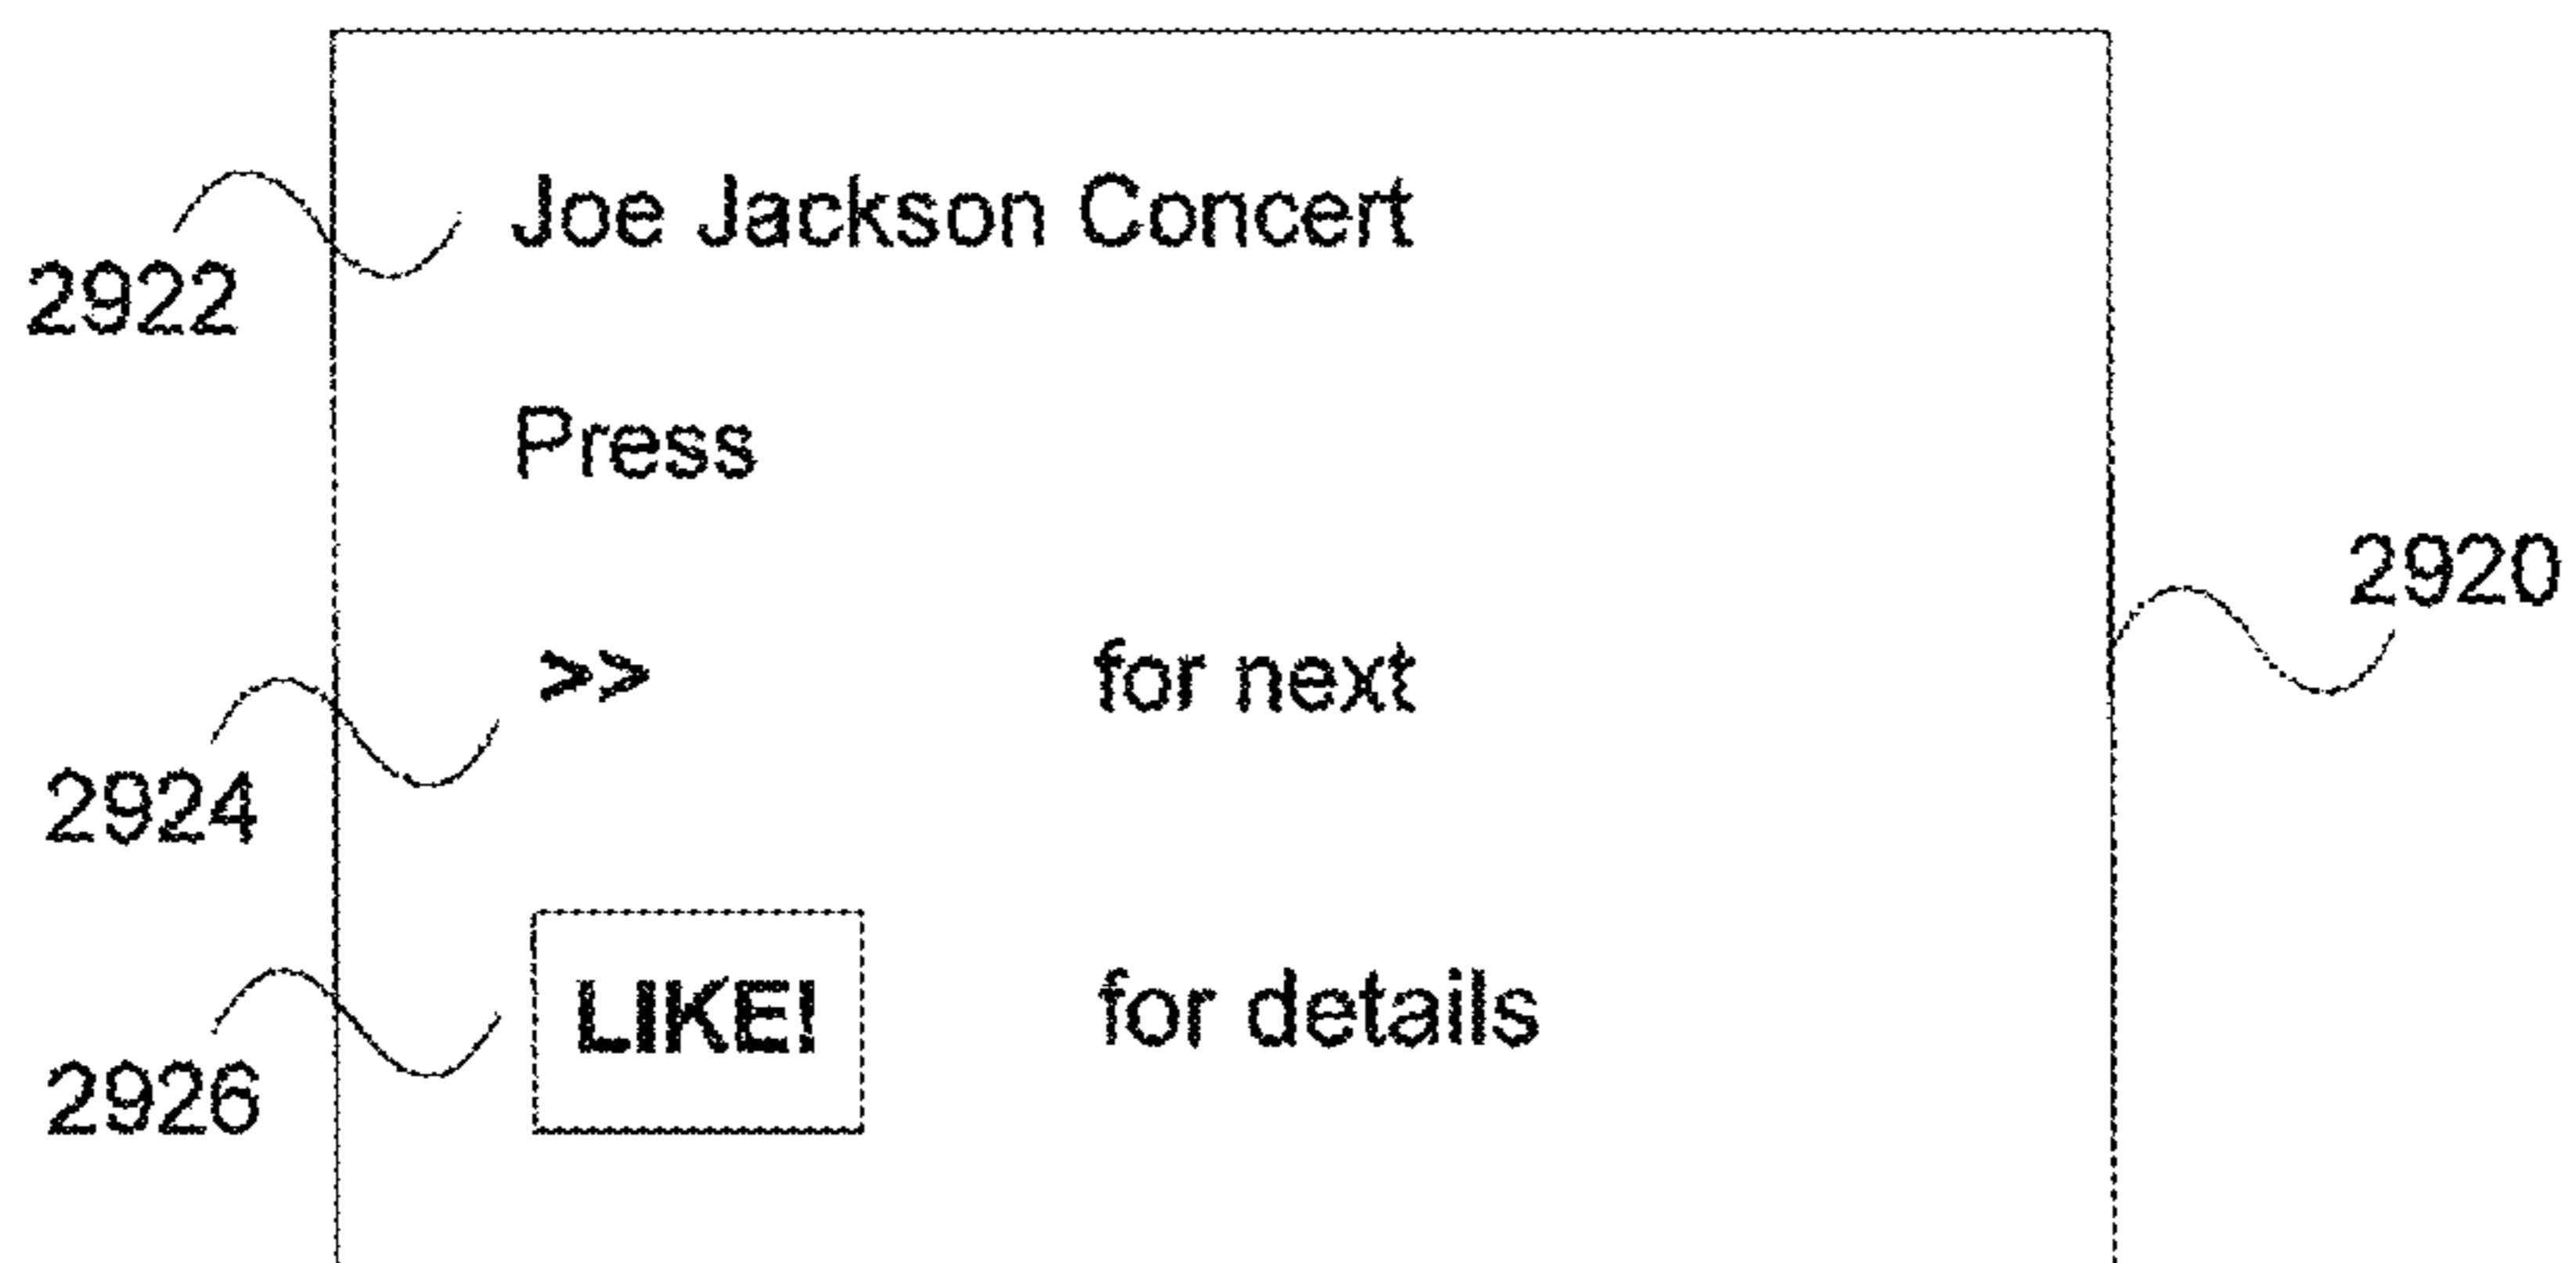 Joe Jackson Concert
2922
Press
2920
>> for next
2924
LIKE! for details
2926